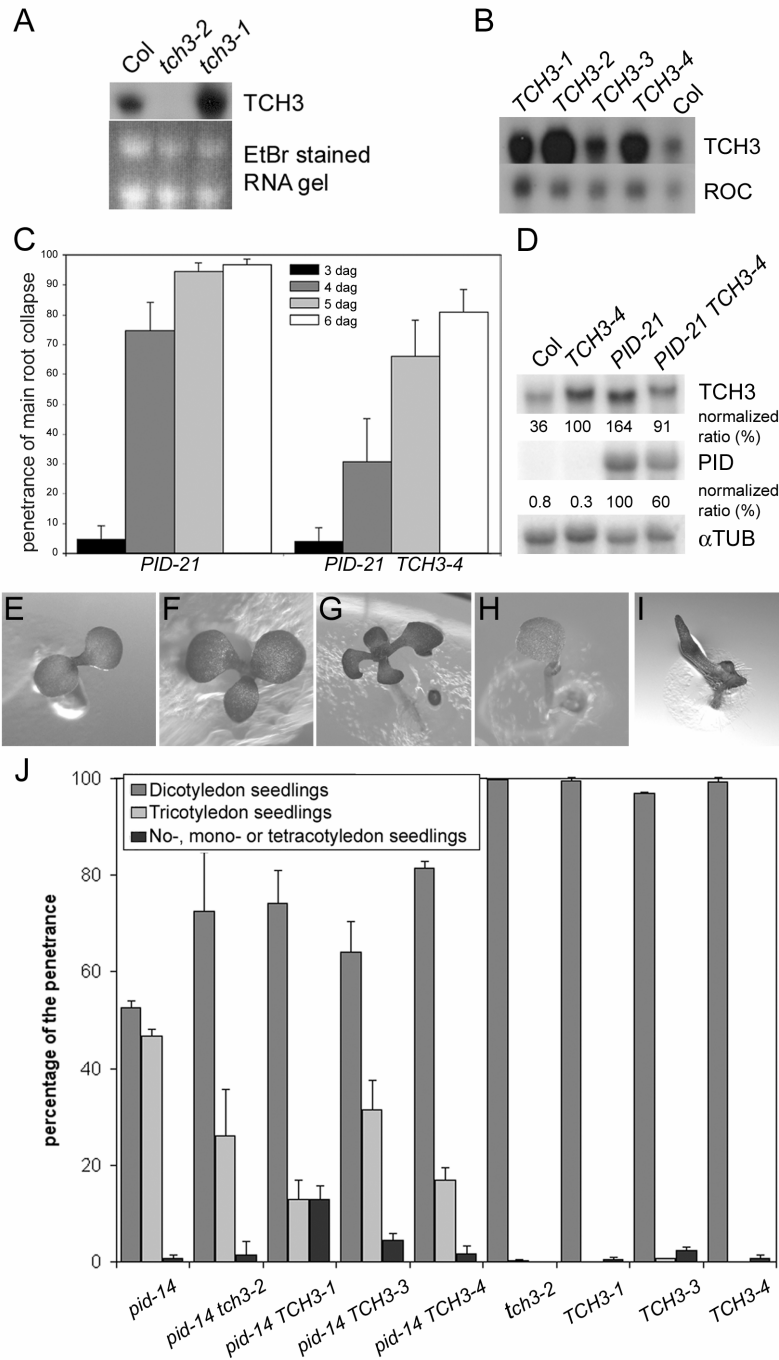 A
Col tch3-2 tch3-1
TCH3
EtBr stained
RNA gel
B
TCH3-1 TCH3-2 TCH3-3 TCH3-4 Col
TCH3
ROC
C
penetrance of main root collapse
100
90
80
70
60
50
40
30
20
10
0
3 dag
4 dag
5 dag
6 dag
PID-21 PID-21 TCH3-4
D
Col TCH3-4 PID-21 PID-21 TCH3-4
TCH3
36 100 164 91 normalized
ratio (%)
PID
0.8 0.3 100 60 normalized
ratio (%)
αTUB
E F G H I
J
percentage of the penetrance
100
80
60
40
20
0
Dicotyledon seedlings
Tricotyledon seedlings
No-, mono- or tetracotyledon seedlings
pid-14 pid-14 tch3-2 pid-14 TCH3-1 pid-14 TCH3-3 pid-14 TCH3-4 tch3-2 TCH3-1 TCH3-3 TCH3-4